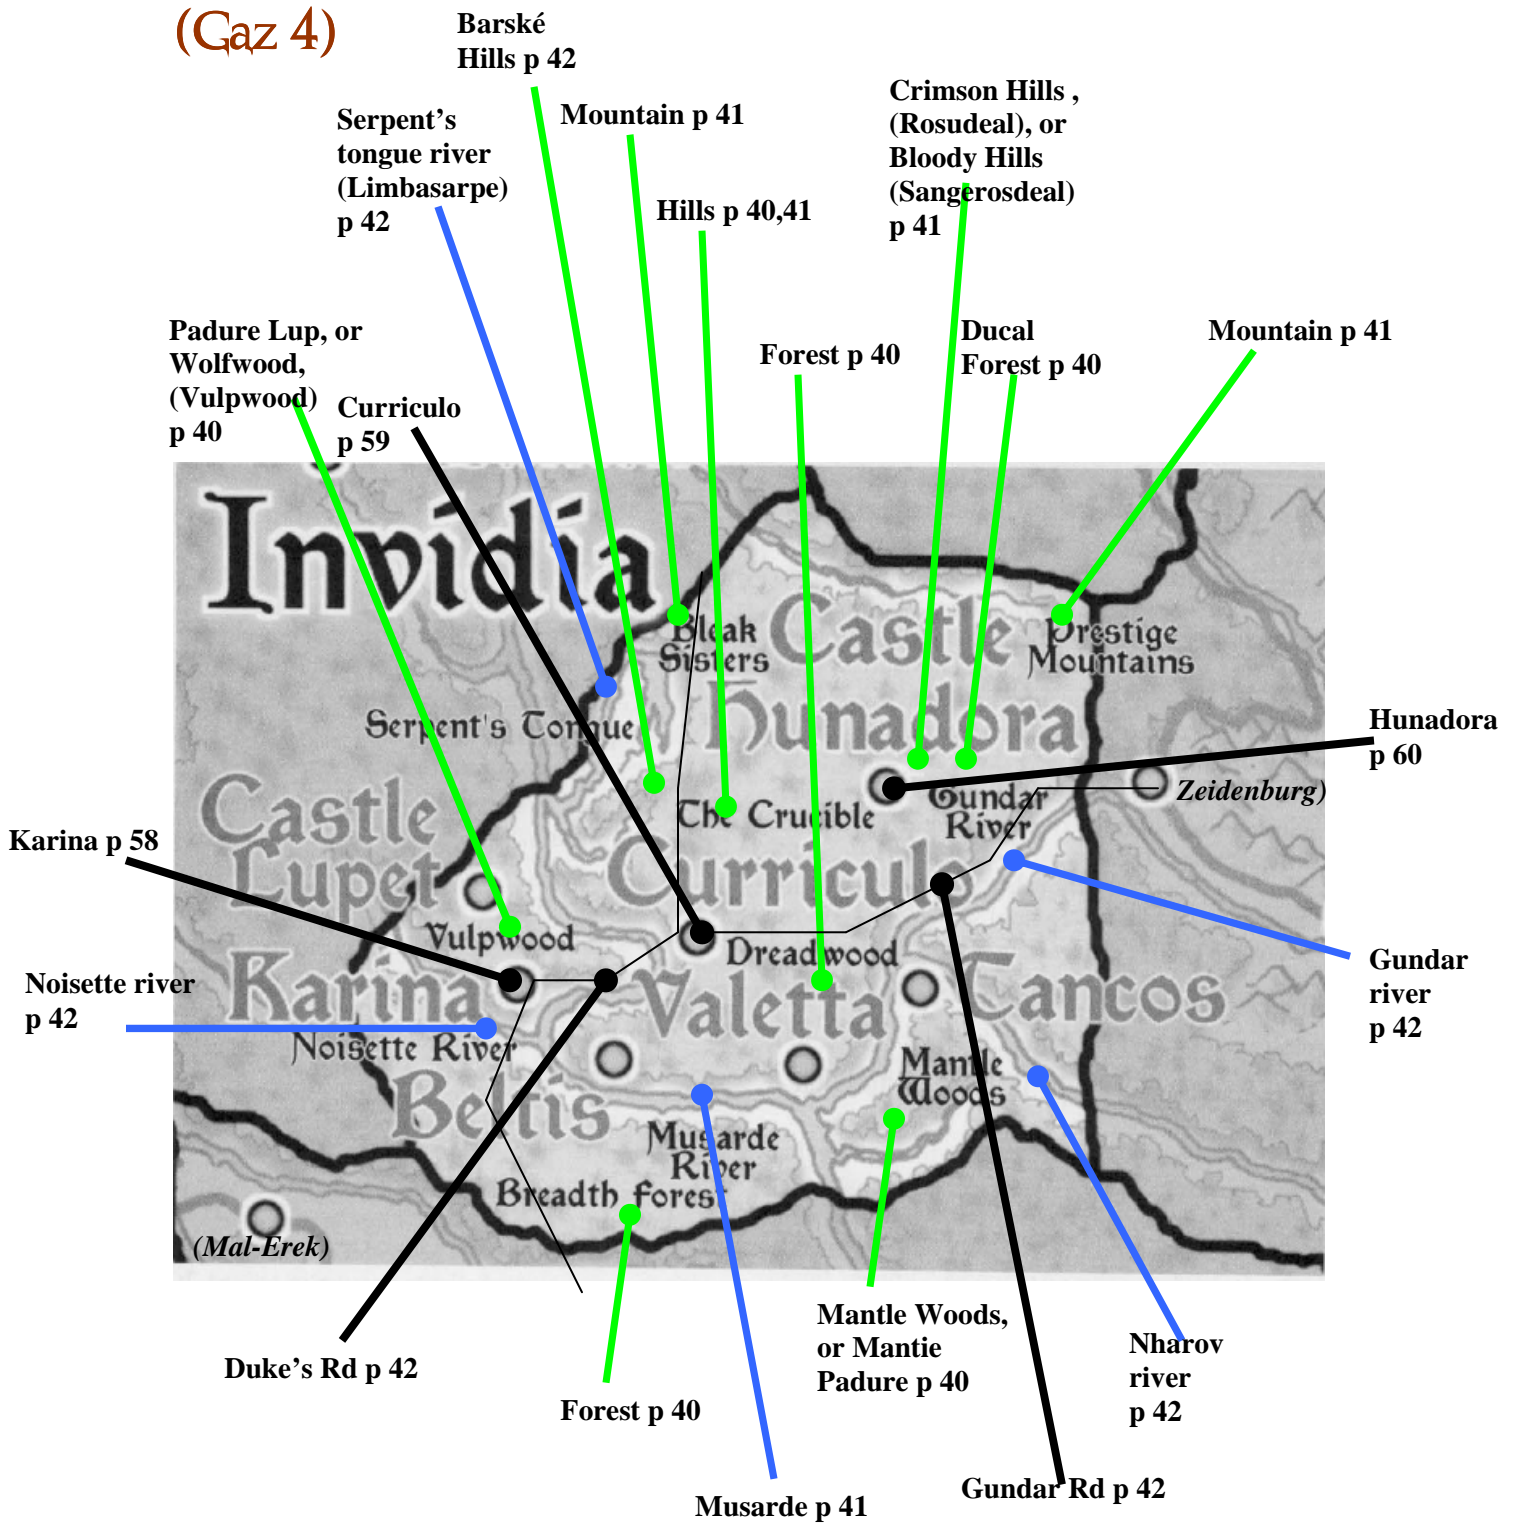 (Gaz 4)
Barské
Hills p 42
Mountain p 41
Crimson Hills ,
(Rosudeal), or
Bloody Hills
(Sangerosdeal)
p 41
Serpent's
tongue river
(Limbasarpe)
p 42
Hills p 40,41
Padure Lup, or
Wolfwood,
(Vulpwood)
p 40
Curriculo
p 59
Forest p 40
Ducal
Forest p 40
Mountain p 41
Invidia
Bleak
Sisters
Castle
Hunadora
Prestige
Mountains
Serpent's Tongue
Hunadora
p 60
Castle
Lupet
The Crucible
Gundar
River
Zeidenburg)
Karina p 58
Curriculo
Vulpwood
Dreadwood
Karina
Valetta
Tancos
Noisette river
p 42
Gundar
river
p 42
Noisette River
Mantle
Woods
Beltis
Musarde
River
Breadth Forest
(Mal-Erek)
Mantle Woods,
or Mantie
Padure p 40
Nharov
river
p 42
Duke's Rd p 42
Forest p 40
Gundar Rd p 42
Musarde p 41